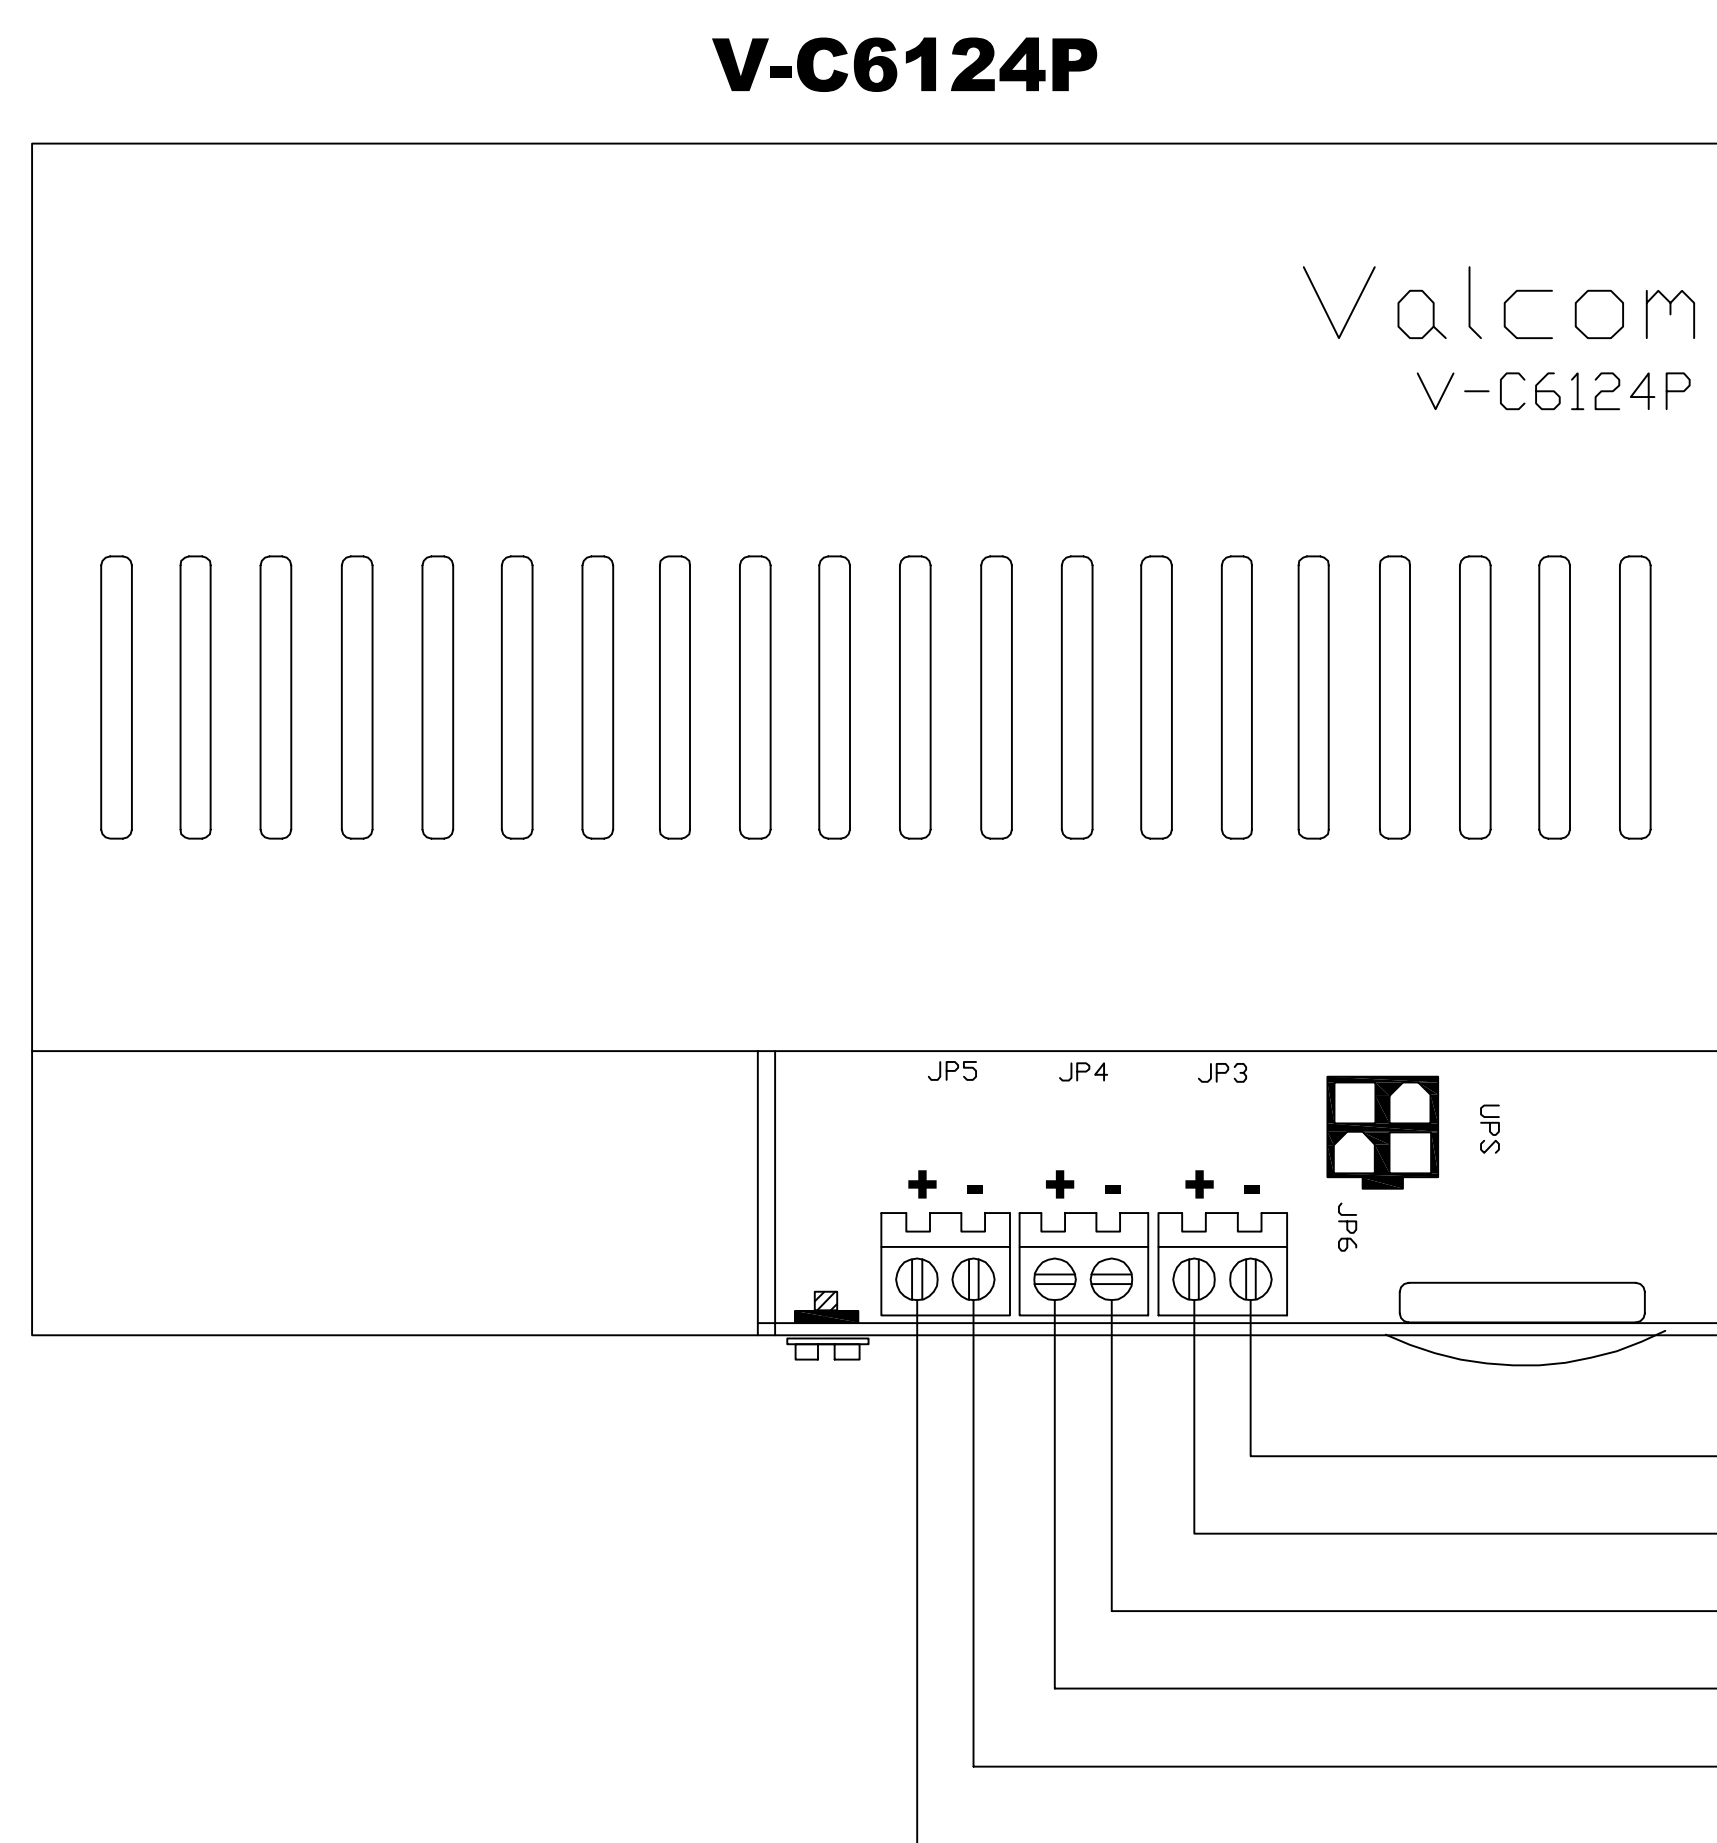 V-C6124P
Valcom
V-C6124P
JP5 JP4 JP3
UPS
+ - + - + -
JP6